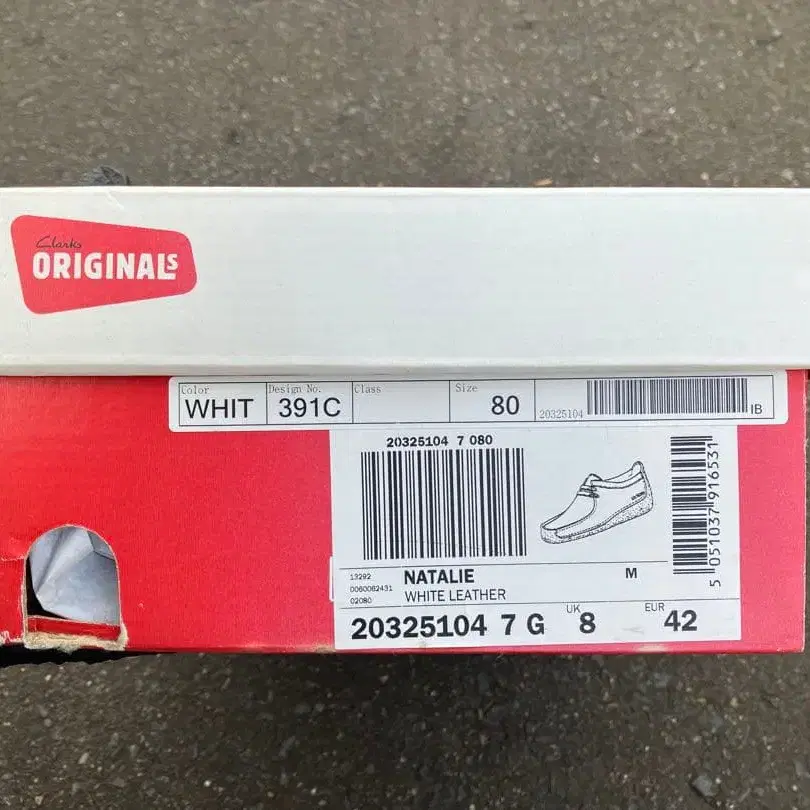 Clarks
ORIGINALS
Color
WHIT
Design No.
391C
Class
Size
80
20325104
IB
20325104 7 080
5 051037 916531
13292
0060062431
02080
NATALIE
M
WHITE LEATHER
20325104 7 G UK 8 EUR 42